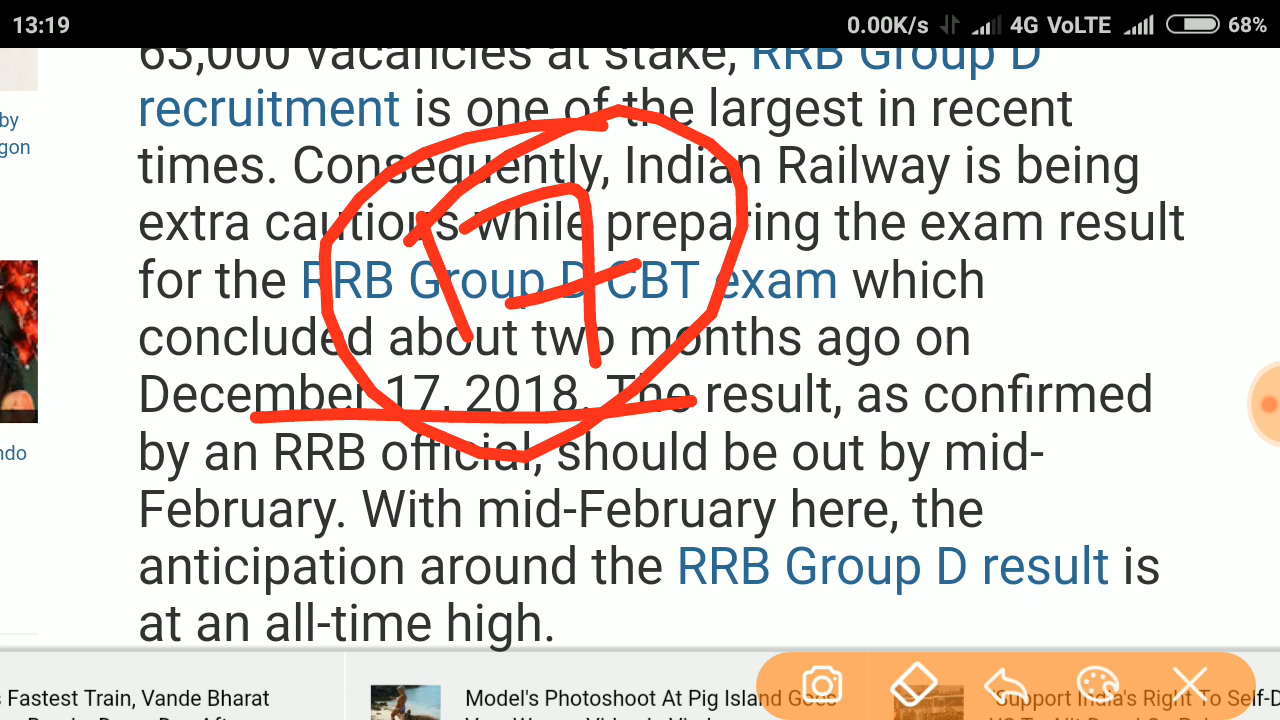 13:19
0.00K/s 4G VoLTE 68%
63,000 vacancies at stake, RRB Group D
recruitment is one of the largest in recent
times. Consequently, Indian Railway is being
extra cautions while preparing the exam result
for the RRB Group D CBT exam which
concluded about two months ago on
December 17, 2018. The result, as confirmed
by an RRB official, should be out by mid-
February. With mid-February here, the
anticipation around the RRB Group D result is
at an all-time high.
17
by
gon
ndo
s Fastest Train, Vande Bharat
Model's Photoshoot At Pig Island Goes
'Support India's Right To Self-D